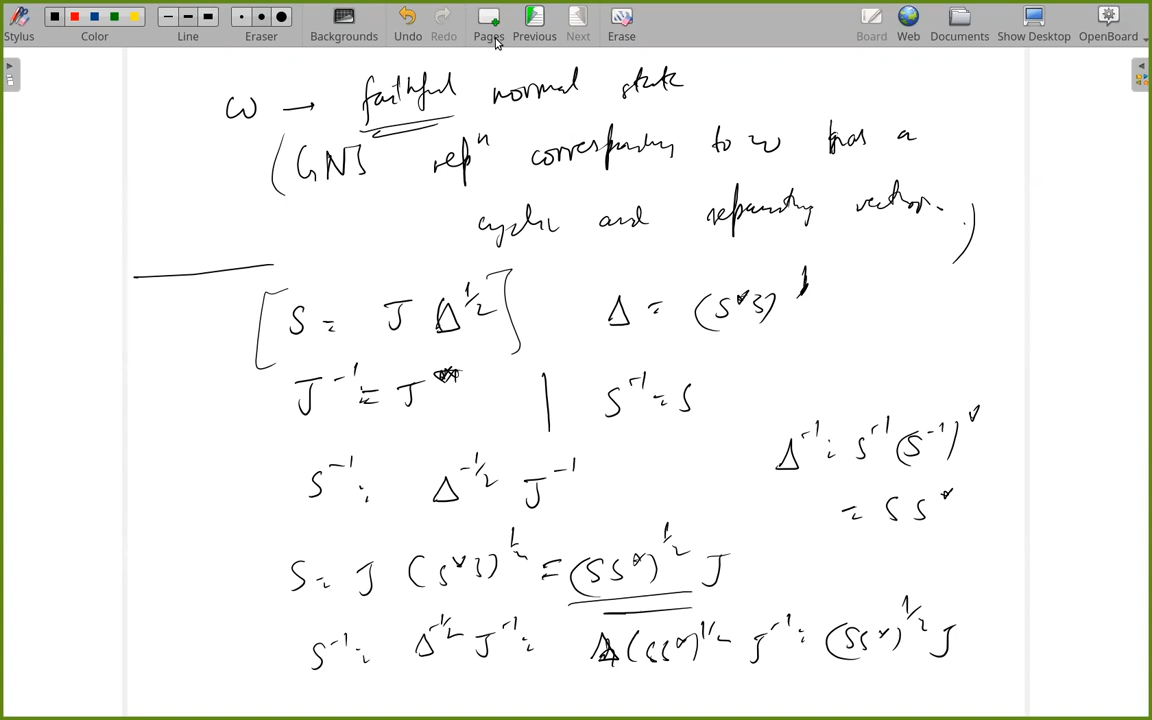 Stylus Color Line Eraser Backgrounds Undo Redo Pages Previous Next Erase Board Web Documents Show Desktop OpenBoard
ω → faithful normal state
(GNS repⁿ corresponding to ω has a
cyclic and separating vector.)
[S = J Δ^{1/2}] Δ = (S*S)
J^{-1} = J | S^{-1} = S
Δ^{-1} = S^{-1}(S^{-1})*
S^{-1} = Δ^{-1/2} J^{-1}
= S S*
S = J (S*S)^{1/2} = (SS*)^{1/2} J
S^{-1} = Δ^{-1/2} J^{-1} = (SS*)^{1/2} J^{-1} = (SS*)^{1/2} J